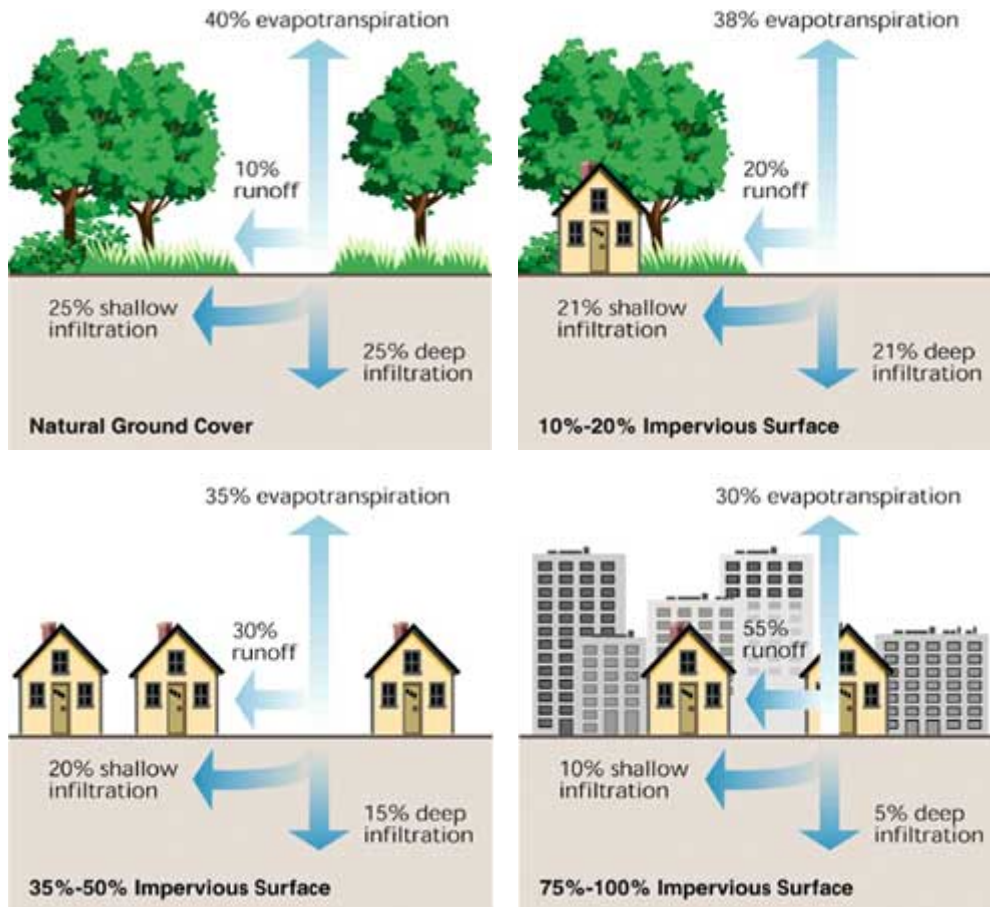 40% evapotranspiration
10%
runoff
25% shallow
infiltration
25% deep
infiltration
Natural Ground Cover
38% evapotranspiration
20%
runoff
21% shallow
infiltration
21% deep
infiltration
10%-20% Impervious Surface
35% evapotranspiration
30%
runoff
20% shallow
infiltration
15% deep
infiltration
35%-50% Impervious Surface
30% evapotranspiration
55%
runoff
10% shallow
infiltration
5% deep
infiltration
75%-100% Impervious Surface